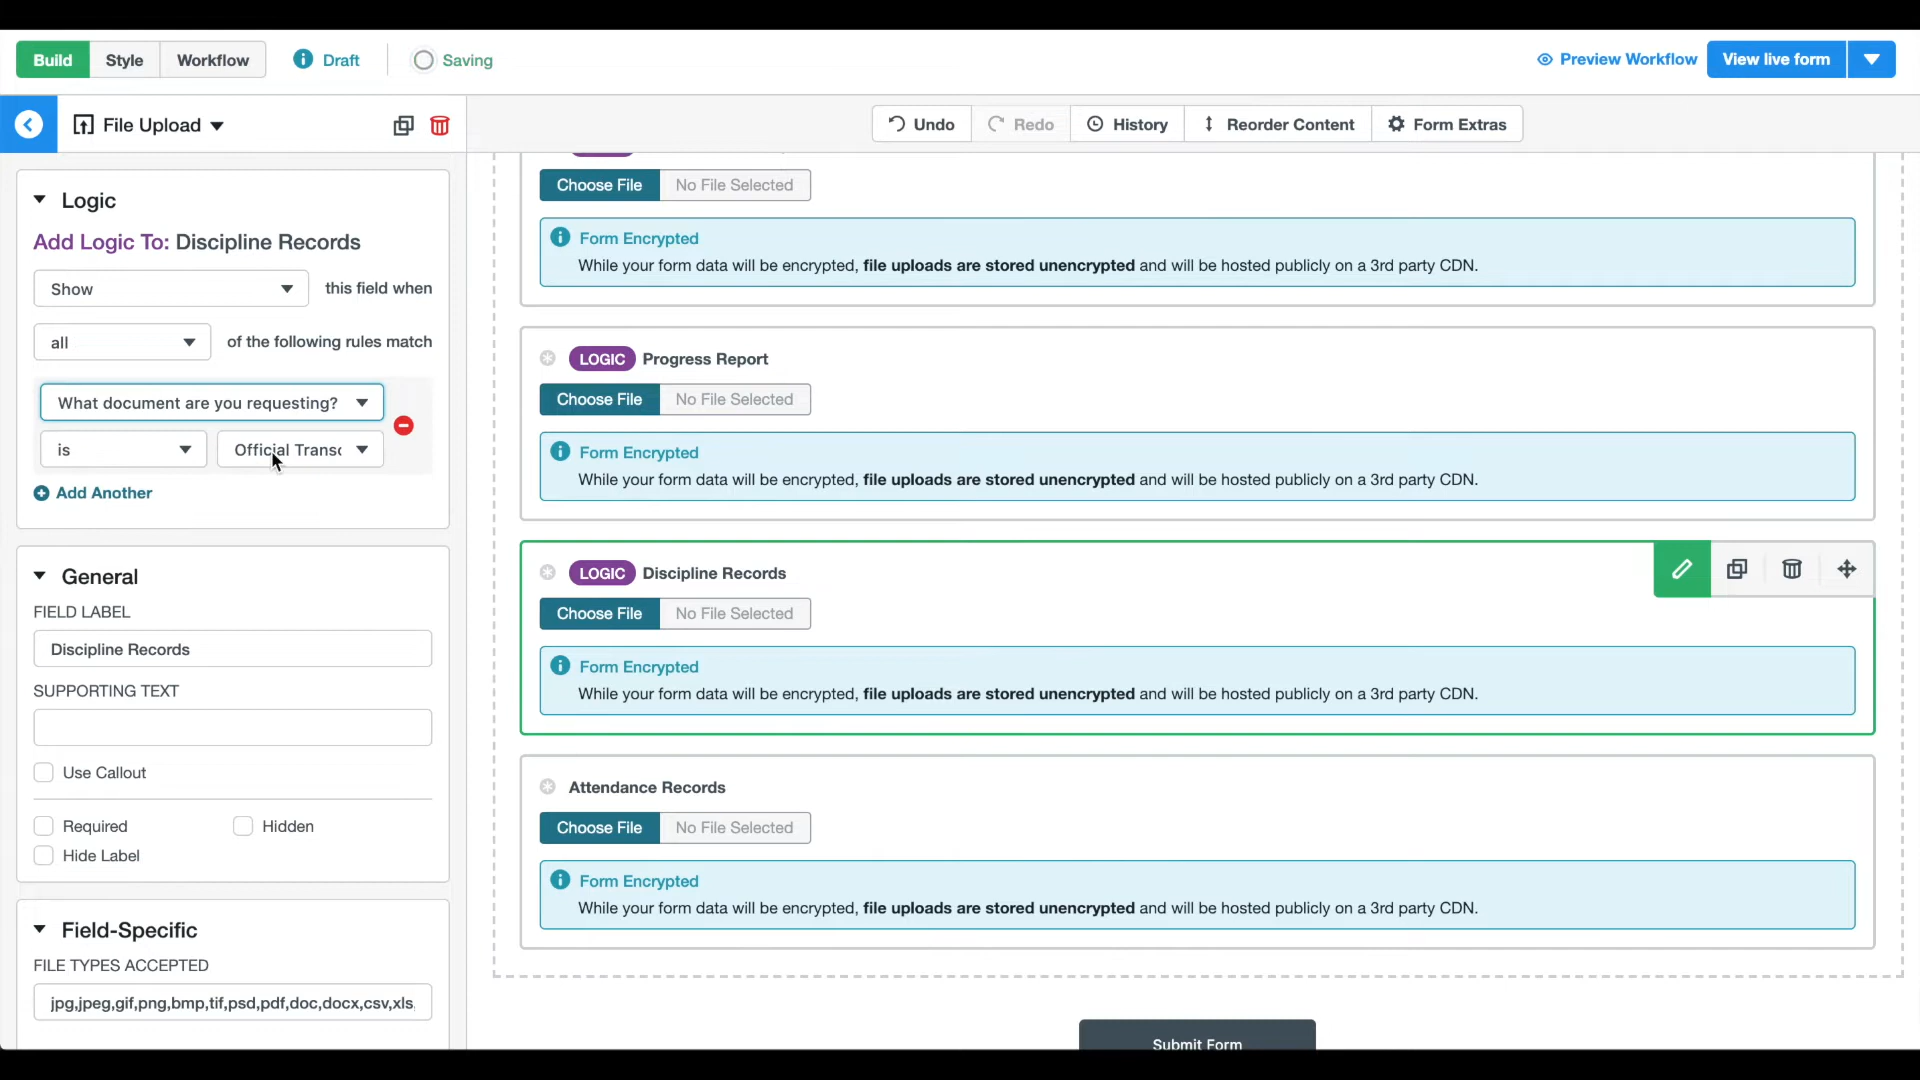 Build Style Workflow Draft Saving Preview Workflow View live form
File Upload Undo Redo History Reorder Content Form Extras
Logic
Add Logic To: Discipline Records
Show this field when
all of the following rules match
What document are you requesting?
is Official Transc
Add Another
General
FIELD LABEL
Discipline Records
SUPPORTING TEXT
Use Callout
Required Hidden
Hide Label
Field-Specific
FILE TYPES ACCEPTED
jpg,jpeg,gif,png,bmp,tif,psd,pdf,doc,docx,csv,xls,
Choose File No File Selected
Form Encrypted
While your form data will be encrypted, file uploads are stored unencrypted and will be hosted publicly on a 3rd party CDN.
LOGIC Progress Report
Choose File No File Selected
Form Encrypted
While your form data will be encrypted, file uploads are stored unencrypted and will be hosted publicly on a 3rd party CDN.
LOGIC Discipline Records
Choose File No File Selected
Form Encrypted
While your form data will be encrypted, file uploads are stored unencrypted and will be hosted publicly on a 3rd party CDN.
Attendance Records
Choose File No File Selected
Form Encrypted
While your form data will be encrypted, file uploads are stored unencrypted and will be hosted publicly on a 3rd party CDN.
Submit Form